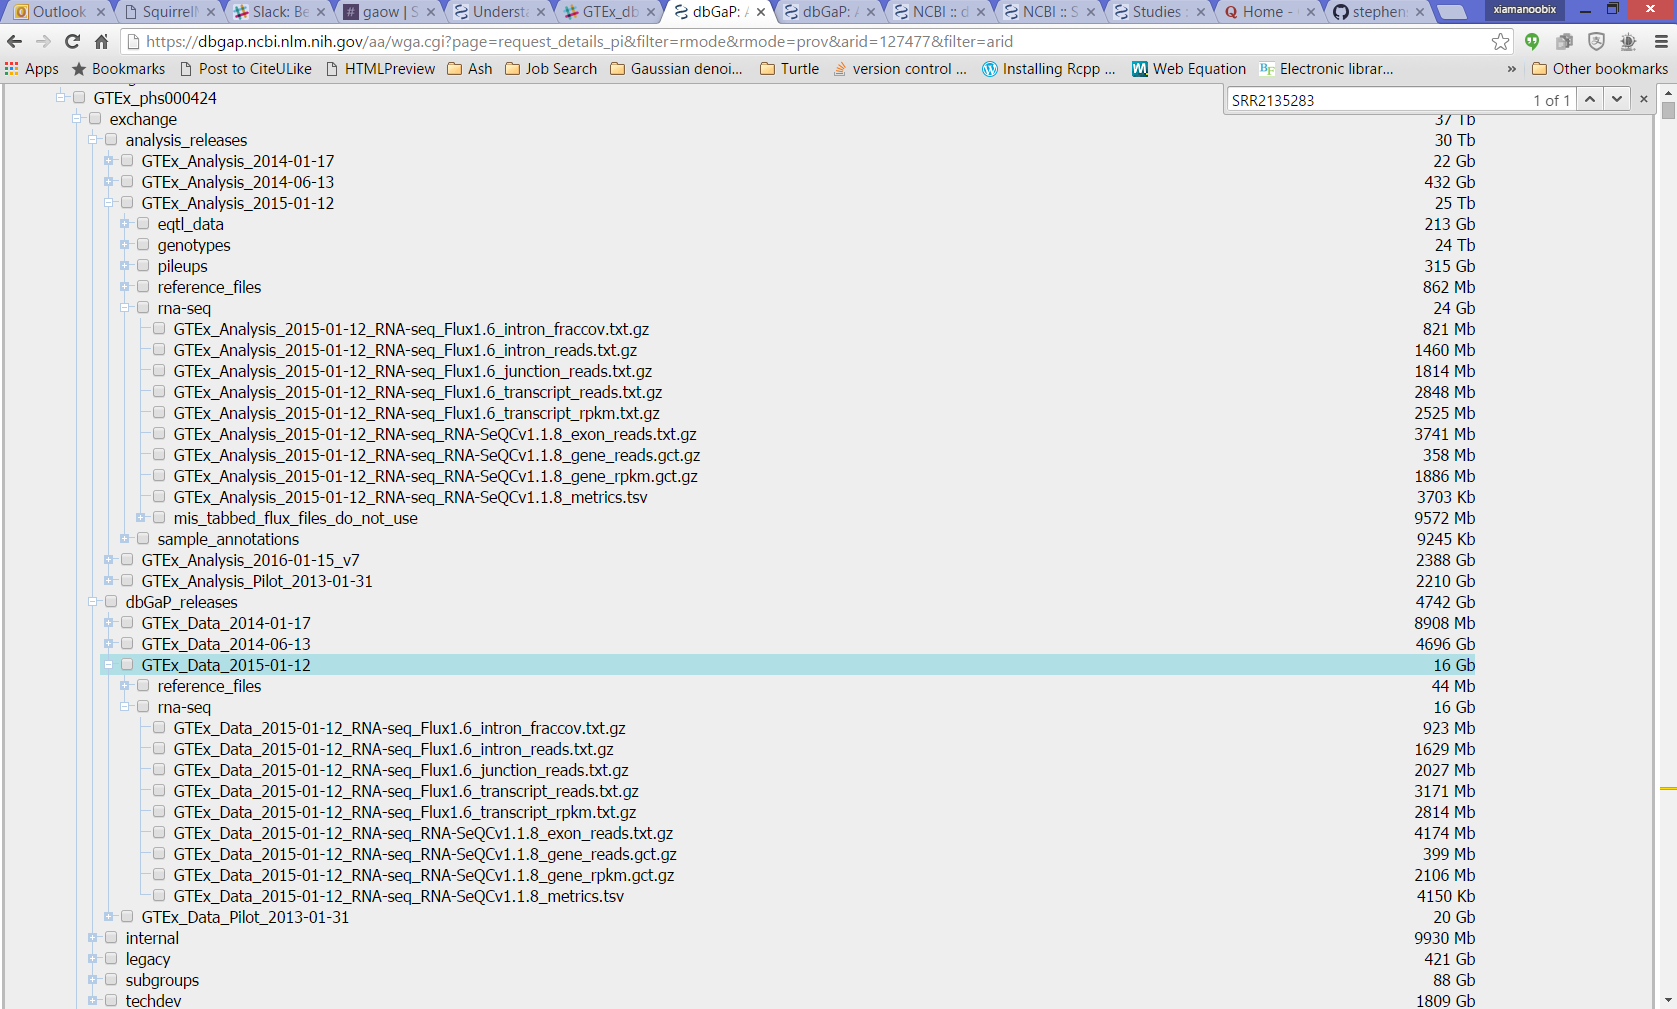 Outlook SquirrelM Slack: Be gaow | S Understa GTEx_db dbGaP: A dbGaP: A NCBI :: d NCBI :: S Studies : Home - stephens xiamanoobix
https://dbgap.ncbi.nlm.nih.gov/aa/wga.cgi?page=request_details_pi&filter=rmode&rmode=prov&arid=127477&filter=arid
Apps Bookmarks Post to CiteULike HTMLPreview Ash Job Search Gaussian denoi... Turtle version control ... Installing Rcpp ... Web Equation BF Electronic librar... » Other bookmarks
SRR2135283 1 of 1
GTEx_phs000424
exchange 37 Tb
analysis_releases 30 Tb
GTEx_Analysis_2014-01-17 22 Gb
GTEx_Analysis_2014-06-13 432 Gb
GTEx_Analysis_2015-01-12 25 Tb
eqtl_data 213 Gb
genotypes 24 Tb
pileups 315 Gb
reference_files 862 Mb
rna-seq 24 Gb
GTEx_Analysis_2015-01-12_RNA-seq_Flux1.6_intron_fraccov.txt.gz 821 Mb
GTEx_Analysis_2015-01-12_RNA-seq_Flux1.6_intron_reads.txt.gz 1460 Mb
GTEx_Analysis_2015-01-12_RNA-seq_Flux1.6_junction_reads.txt.gz 1814 Mb
GTEx_Analysis_2015-01-12_RNA-seq_Flux1.6_transcript_reads.txt.gz 2848 Mb
GTEx_Analysis_2015-01-12_RNA-seq_Flux1.6_transcript_rpkm.txt.gz 2525 Mb
GTEx_Analysis_2015-01-12_RNA-seq_RNA-SeQCv1.1.8_exon_reads.txt.gz 3741 Mb
GTEx_Analysis_2015-01-12_RNA-seq_RNA-SeQCv1.1.8_gene_reads.gct.gz 358 Mb
GTEx_Analysis_2015-01-12_RNA-seq_RNA-SeQCv1.1.8_gene_rpkm.gct.gz 1886 Mb
GTEx_Analysis_2015-01-12_RNA-seq_RNA-SeQCv1.1.8_metrics.tsv 3703 Kb
mis_tabbed_flux_files_do_not_use 9572 Mb
sample_annotations 9245 Kb
GTEx_Analysis_2016-01-15_v7 2388 Gb
GTEx_Analysis_Pilot_2013-01-31 2210 Gb
dbGaP_releases 4742 Gb
GTEx_Data_2014-01-17 8908 Mb
GTEx_Data_2014-06-13 4696 Gb
GTEx_Data_2015-01-12 16 Gb
reference_files 44 Mb
rna-seq 16 Gb
GTEx_Data_2015-01-12_RNA-seq_Flux1.6_intron_fraccov.txt.gz 923 Mb
GTEx_Data_2015-01-12_RNA-seq_Flux1.6_intron_reads.txt.gz 1629 Mb
GTEx_Data_2015-01-12_RNA-seq_Flux1.6_junction_reads.txt.gz 2027 Mb
GTEx_Data_2015-01-12_RNA-seq_Flux1.6_transcript_reads.txt.gz 3171 Mb
GTEx_Data_2015-01-12_RNA-seq_Flux1.6_transcript_rpkm.txt.gz 2814 Mb
GTEx_Data_2015-01-12_RNA-seq_RNA-SeQCv1.1.8_exon_reads.txt.gz 4174 Mb
GTEx_Data_2015-01-12_RNA-seq_RNA-SeQCv1.1.8_gene_reads.gct.gz 399 Mb
GTEx_Data_2015-01-12_RNA-seq_RNA-SeQCv1.1.8_gene_rpkm.gct.gz 2106 Mb
GTEx_Data_2015-01-12_RNA-seq_RNA-SeQCv1.1.8_metrics.tsv 4150 Kb
GTEx_Data_Pilot_2013-01-31 20 Gb
internal 9930 Mb
legacy 421 Gb
subgroups 88 Gb
techdev 1809 Gb